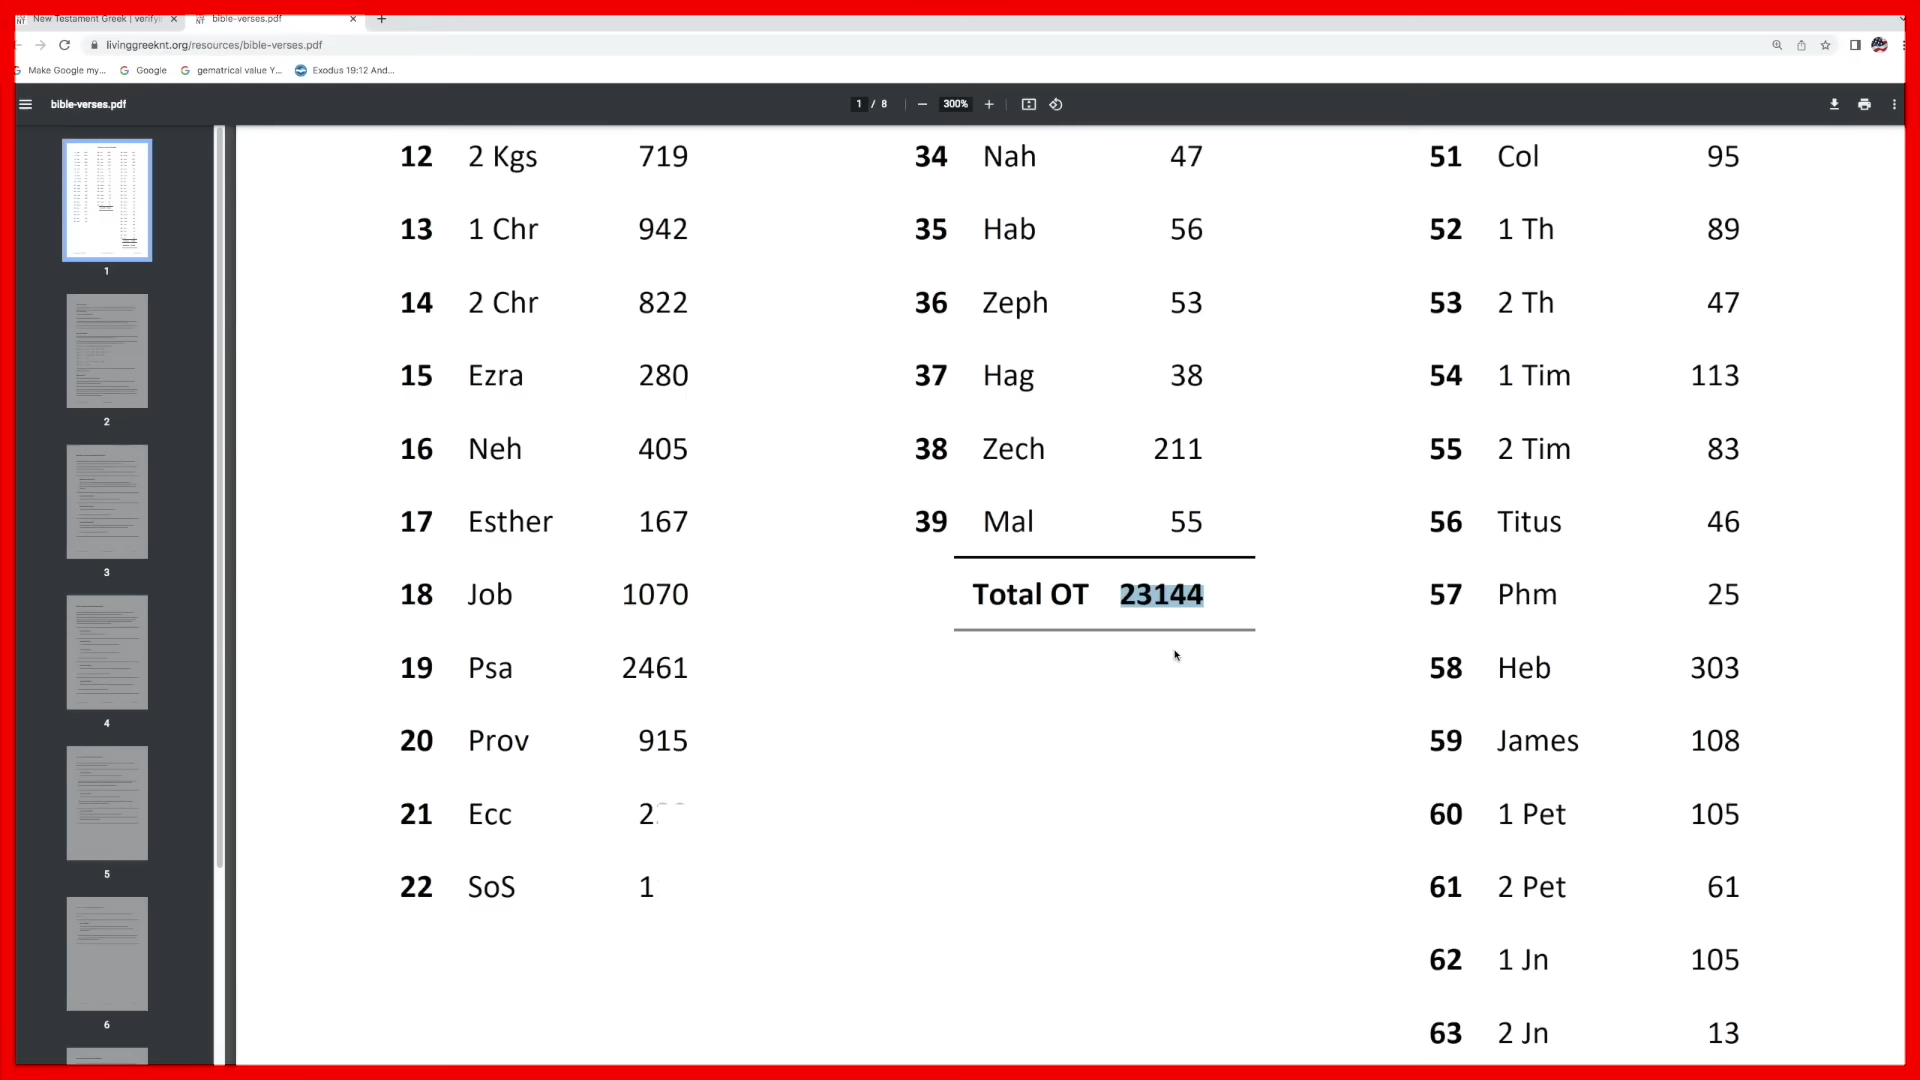 New Testament Greek | verifyi
bible-verses.pdf
livinggreeknt.org/resources/bible-verses.pdf
Make Google my...
Google
gematrical value Y...
Exodus 19:12 And...
bible-verses.pdf
1 / 8
300%
1
2
3
4
5
6
12 2 Kgs 719
13 1 Chr 942
14 2 Chr 822
15 Ezra 280
16 Neh 405
17 Esther 167
18 Job 1070
19 Psa 2461
20 Prov 915
21 Ecc 2
22 SoS 1
34 Nah 47
35 Hab 56
36 Zeph 53
37 Hag 38
38 Zech 211
39 Mal 55
Total OT 23144
51 Col 95
52 1 Th 89
53 2 Th 47
54 1 Tim 113
55 2 Tim 83
56 Titus 46
57 Phm 25
58 Heb 303
59 James 108
60 1 Pet 105
61 2 Pet 61
62 1 Jn 105
63 2 Jn 13